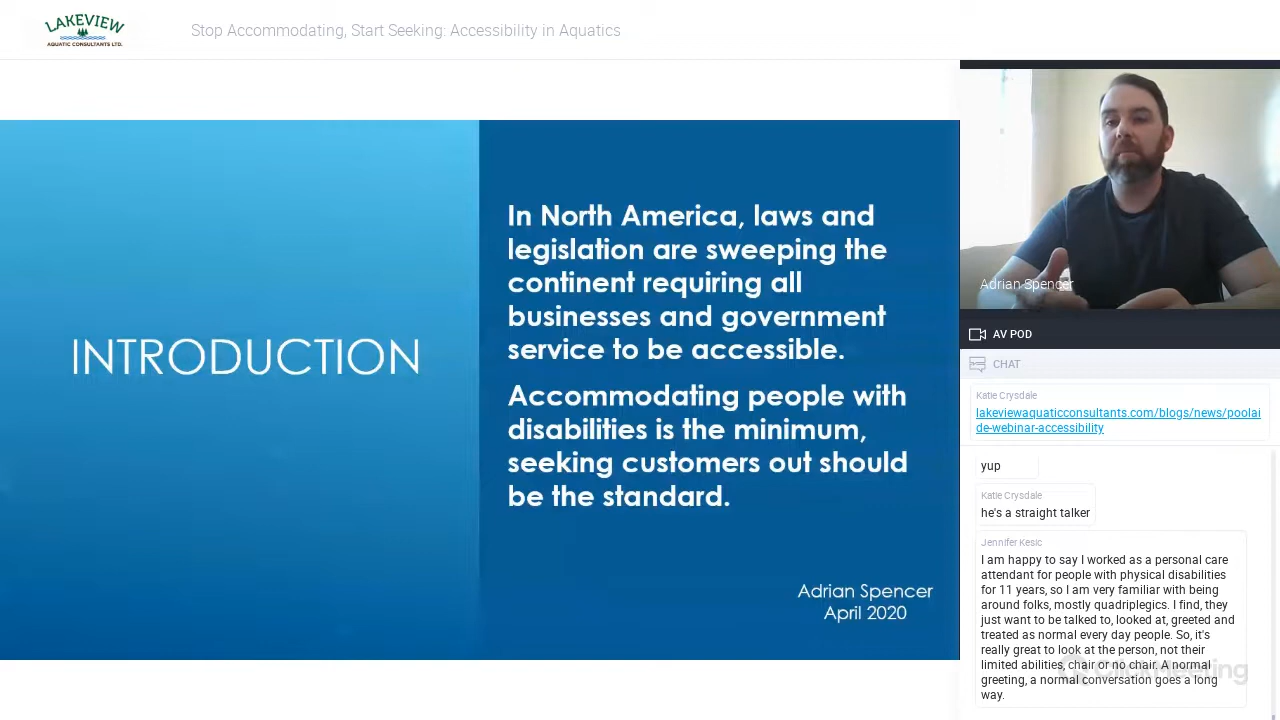 LAKEVIEW
AQUATIC CONSULTANTS LTD.
Stop Accommodating, Start Seeking: Accessibility in Aquatics
INTRODUCTION
In North America, laws and
legislation are sweeping the
continent requiring all
businesses and government
service to be accessible.
Accommodating people with
disabilities is the minimum,
seeking customers out should
be the standard.
Adrian Spencer
April 2020
Adrian Spencer
AV POD
CHAT
Katie Crysdale
lakeviewaquaticconsultants.com/blogs/news/poolai
de-webinar-accessibility
yup
Katie Crysdale
he's a straight talker
Jennifer Kesic
I am happy to say I worked as a personal care
attendant for people with physical disabilities
for 11 years, so I am very familiar with being
around folks, mostly quadriplegics. I find, they
just want to be talked to, looked at, greeted and
treated as normal every day people. So, it's
really great to look at the person, not their
limited abilities, chair or no chair. A normal
greeting, a normal conversation goes a long
way.
ClickMeeting